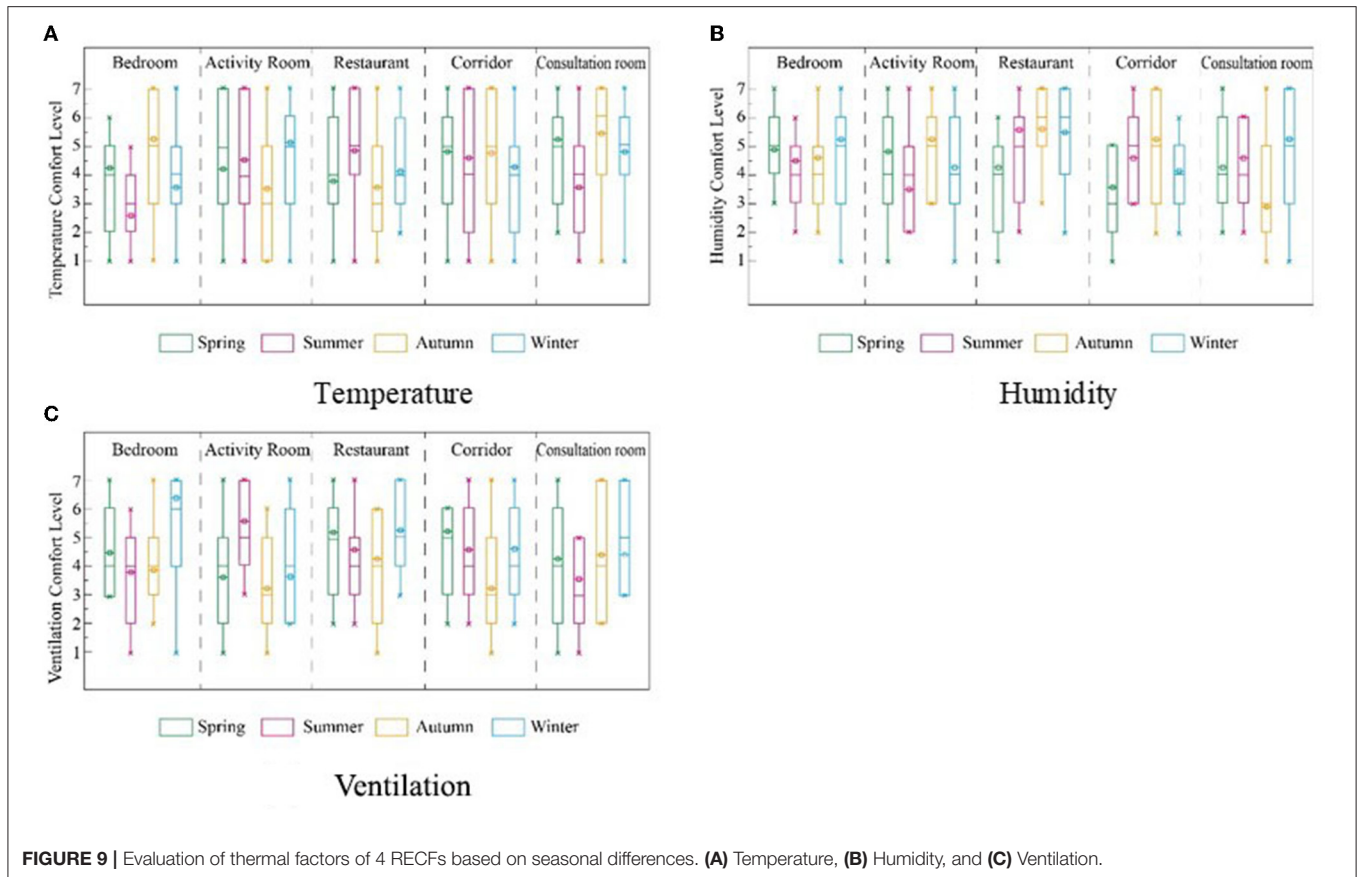 A
Bedroom Activity Room Restaurant Corridor Consultation room
Temperature Comfort Level
7
6
5
4
3
2
1
Spring Summer Autumn Winter
Temperature
B
Bedroom Activity Room Restaurant Corridor Consultation room
Humidity Comfort Level
7
6
5
4
3
2
1
Spring Summer Autumn Winter
Humidity
C
Bedroom Activity Room Restaurant Corridor Consultation room
Ventilation Comfort Level
7
6
5
4
3
2
1
Spring Summer Autumn Winter
Ventilation
FIGURE 9 | Evaluation of thermal factors of 4 RECFs based on seasonal differences. (A) Temperature, (B) Humidity, and (C) Ventilation.